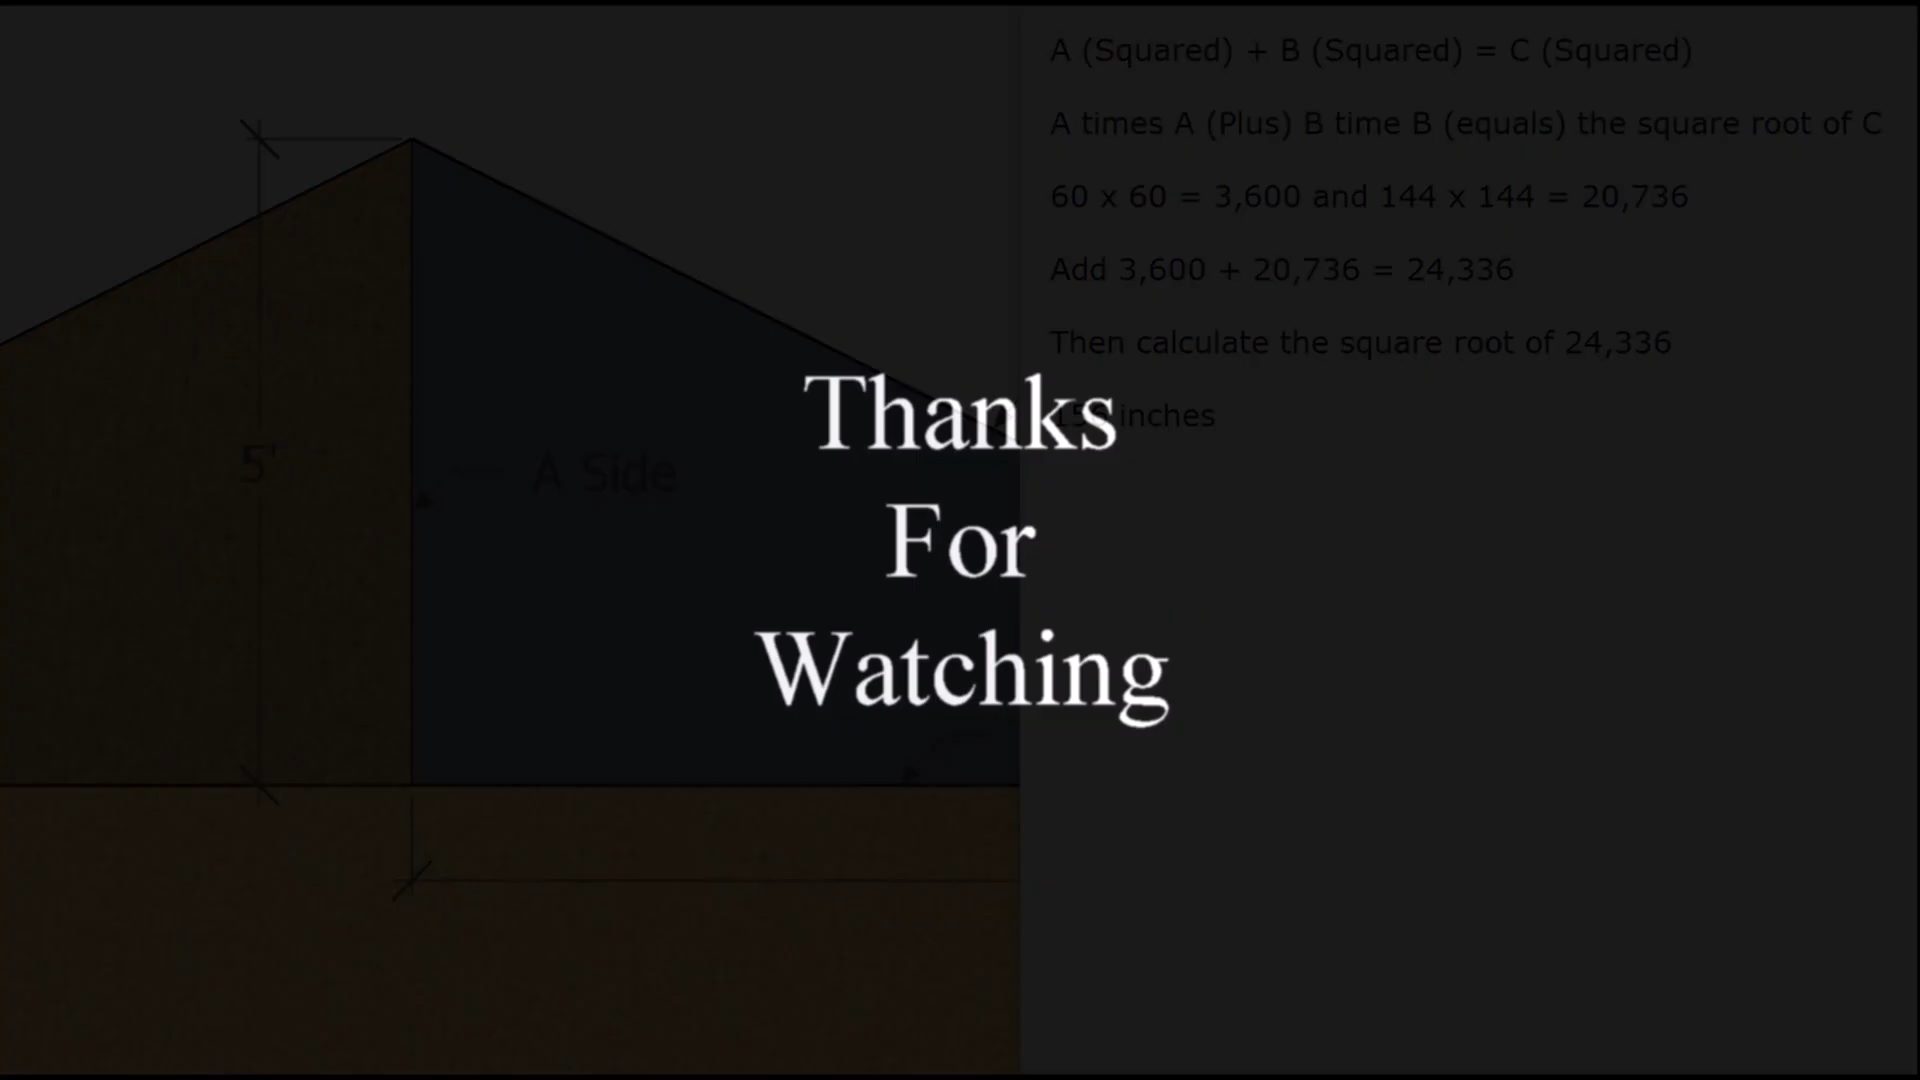 A (Squared) + B (Squared) = C (Squared)
A times A (Plus) B time B (equals) the square root of C
60 x 60 = 3,600 and 144 x 144 = 20,736
Add 3,600 + 20,736 = 24,336
Then calculate the square root of 24,336
156 inches
5'
A Side
Thanks
For
Watching